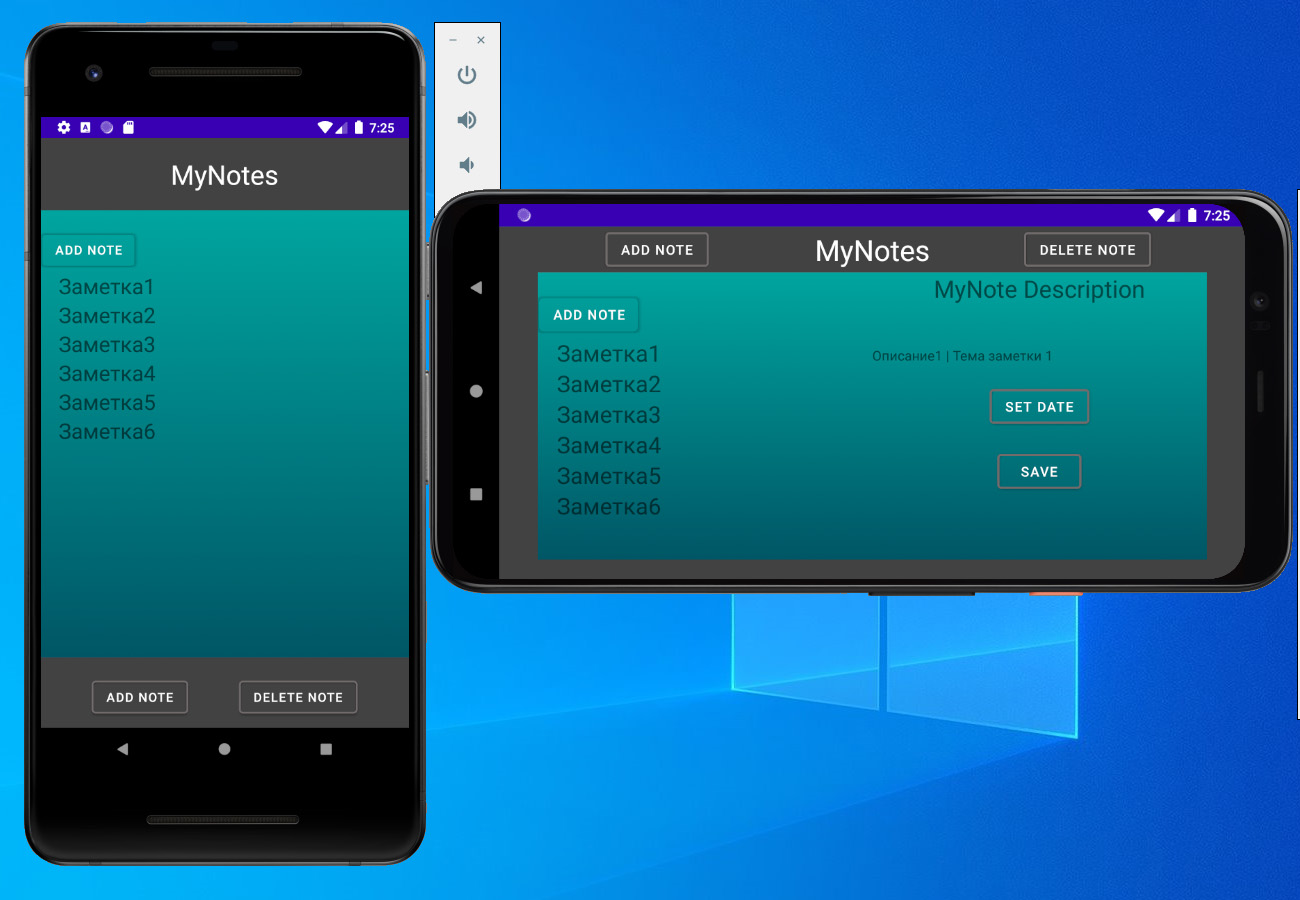 7:25
MyNotes
ADD NOTE
Заметка1
Заметка2
Заметка3
Заметка4
Заметка5
Заметка6
ADD NOTE DELETE NOTE
7:25
ADD NOTE MyNotes DELETE NOTE
MyNote Description
ADD NOTE
Заметка1
Заметка2
Заметка3
Заметка4
Заметка5
Заметка6
Описание1 | Тема заметки 1
SET DATE
SAVE